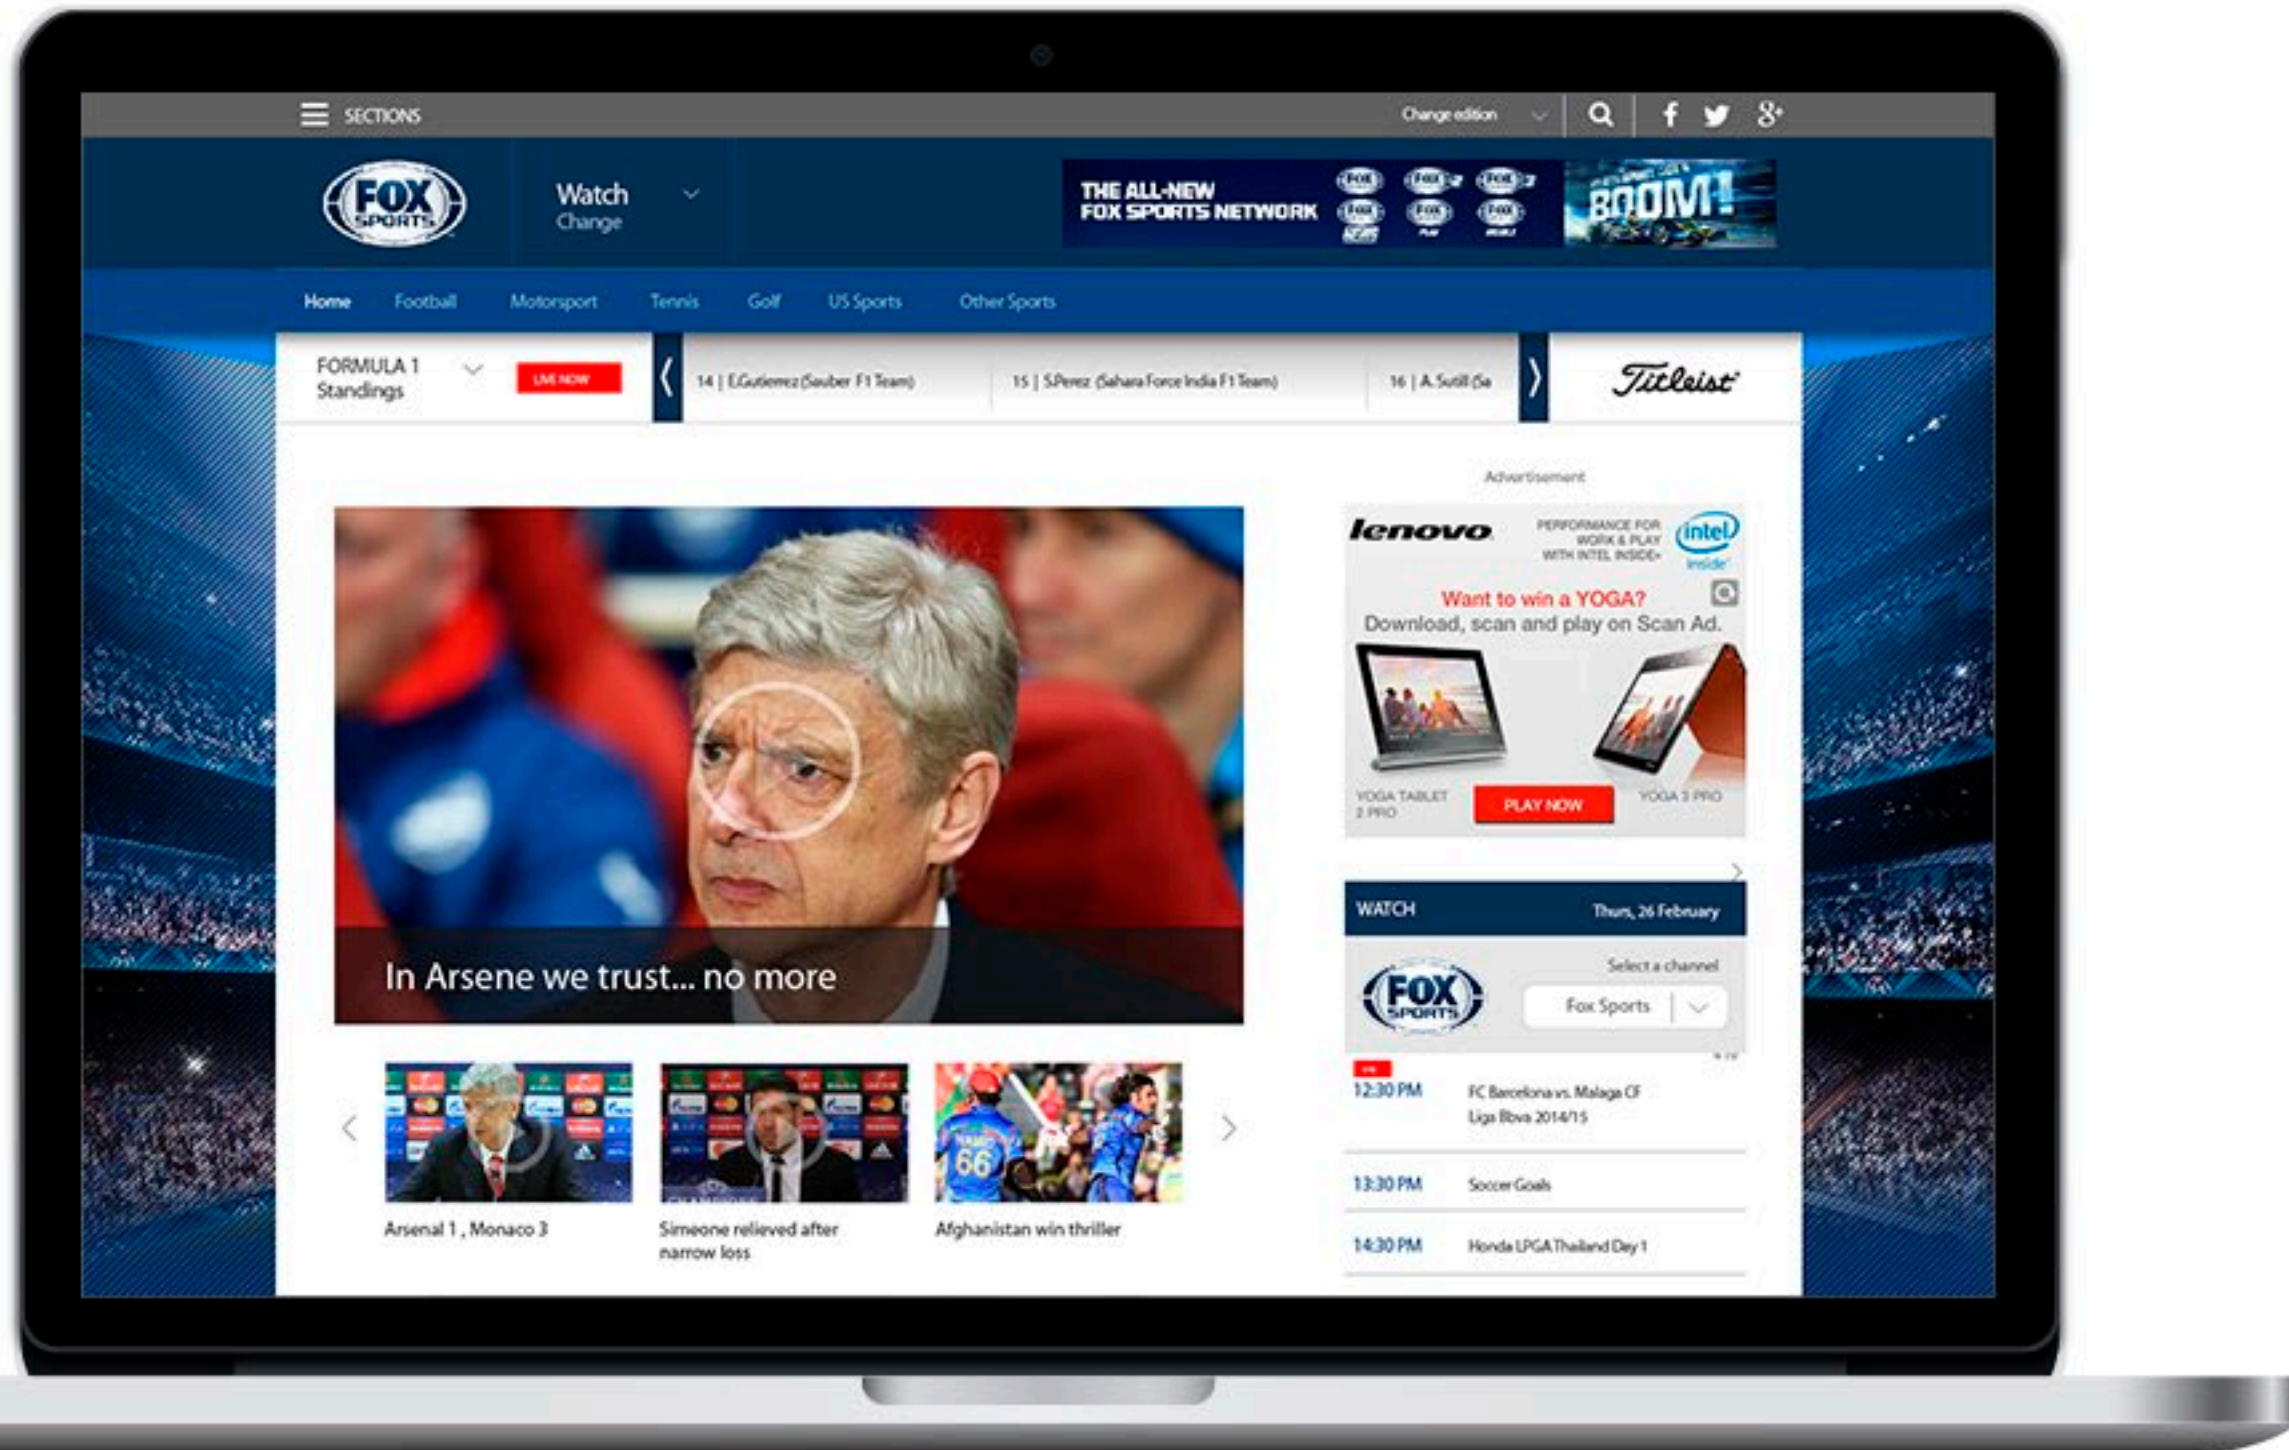 SECTIONS
Change edition
f
8+
FOX
SPORTS
Watch
Change
THE ALL-NEW
FOX SPORTS NETWORK
BOOM!
Home Football Motorsport Tennis Golf US Sports Other Sports
FORMULA 1
Standings
LIVE NOW
14 | E.Gutierrez (Sauber F1 Team)
15 | S.Perez (Sahara Force India F1 Team)
16 | A. Sutill (Sa
Titleist
Advertisement
lenovo
PERFORMANCE FOR
WORK & PLAY
WITH INTEL INSIDE®
intel
inside
Want to win a YOGA?
Download, scan and play on Scan Ad.
YOGA TABLET
2 PRO
PLAY NOW
YOGA 3 PRO
In Arsene we trust... no more
WATCH
Thurs, 26 February
FOX
SPORTS
Select a channel
Fox Sports
12:30 PM
FC Barcelona vs. Malaga CF
Liga Bbva 2014/15
13:30 PM
Soccer Goals
14:30 PM
Honda LPGA Thailand Day 1
66
Arsenal 1 , Monaco 3
Simeone relieved after
narrow loss
Afghanistan win thriller